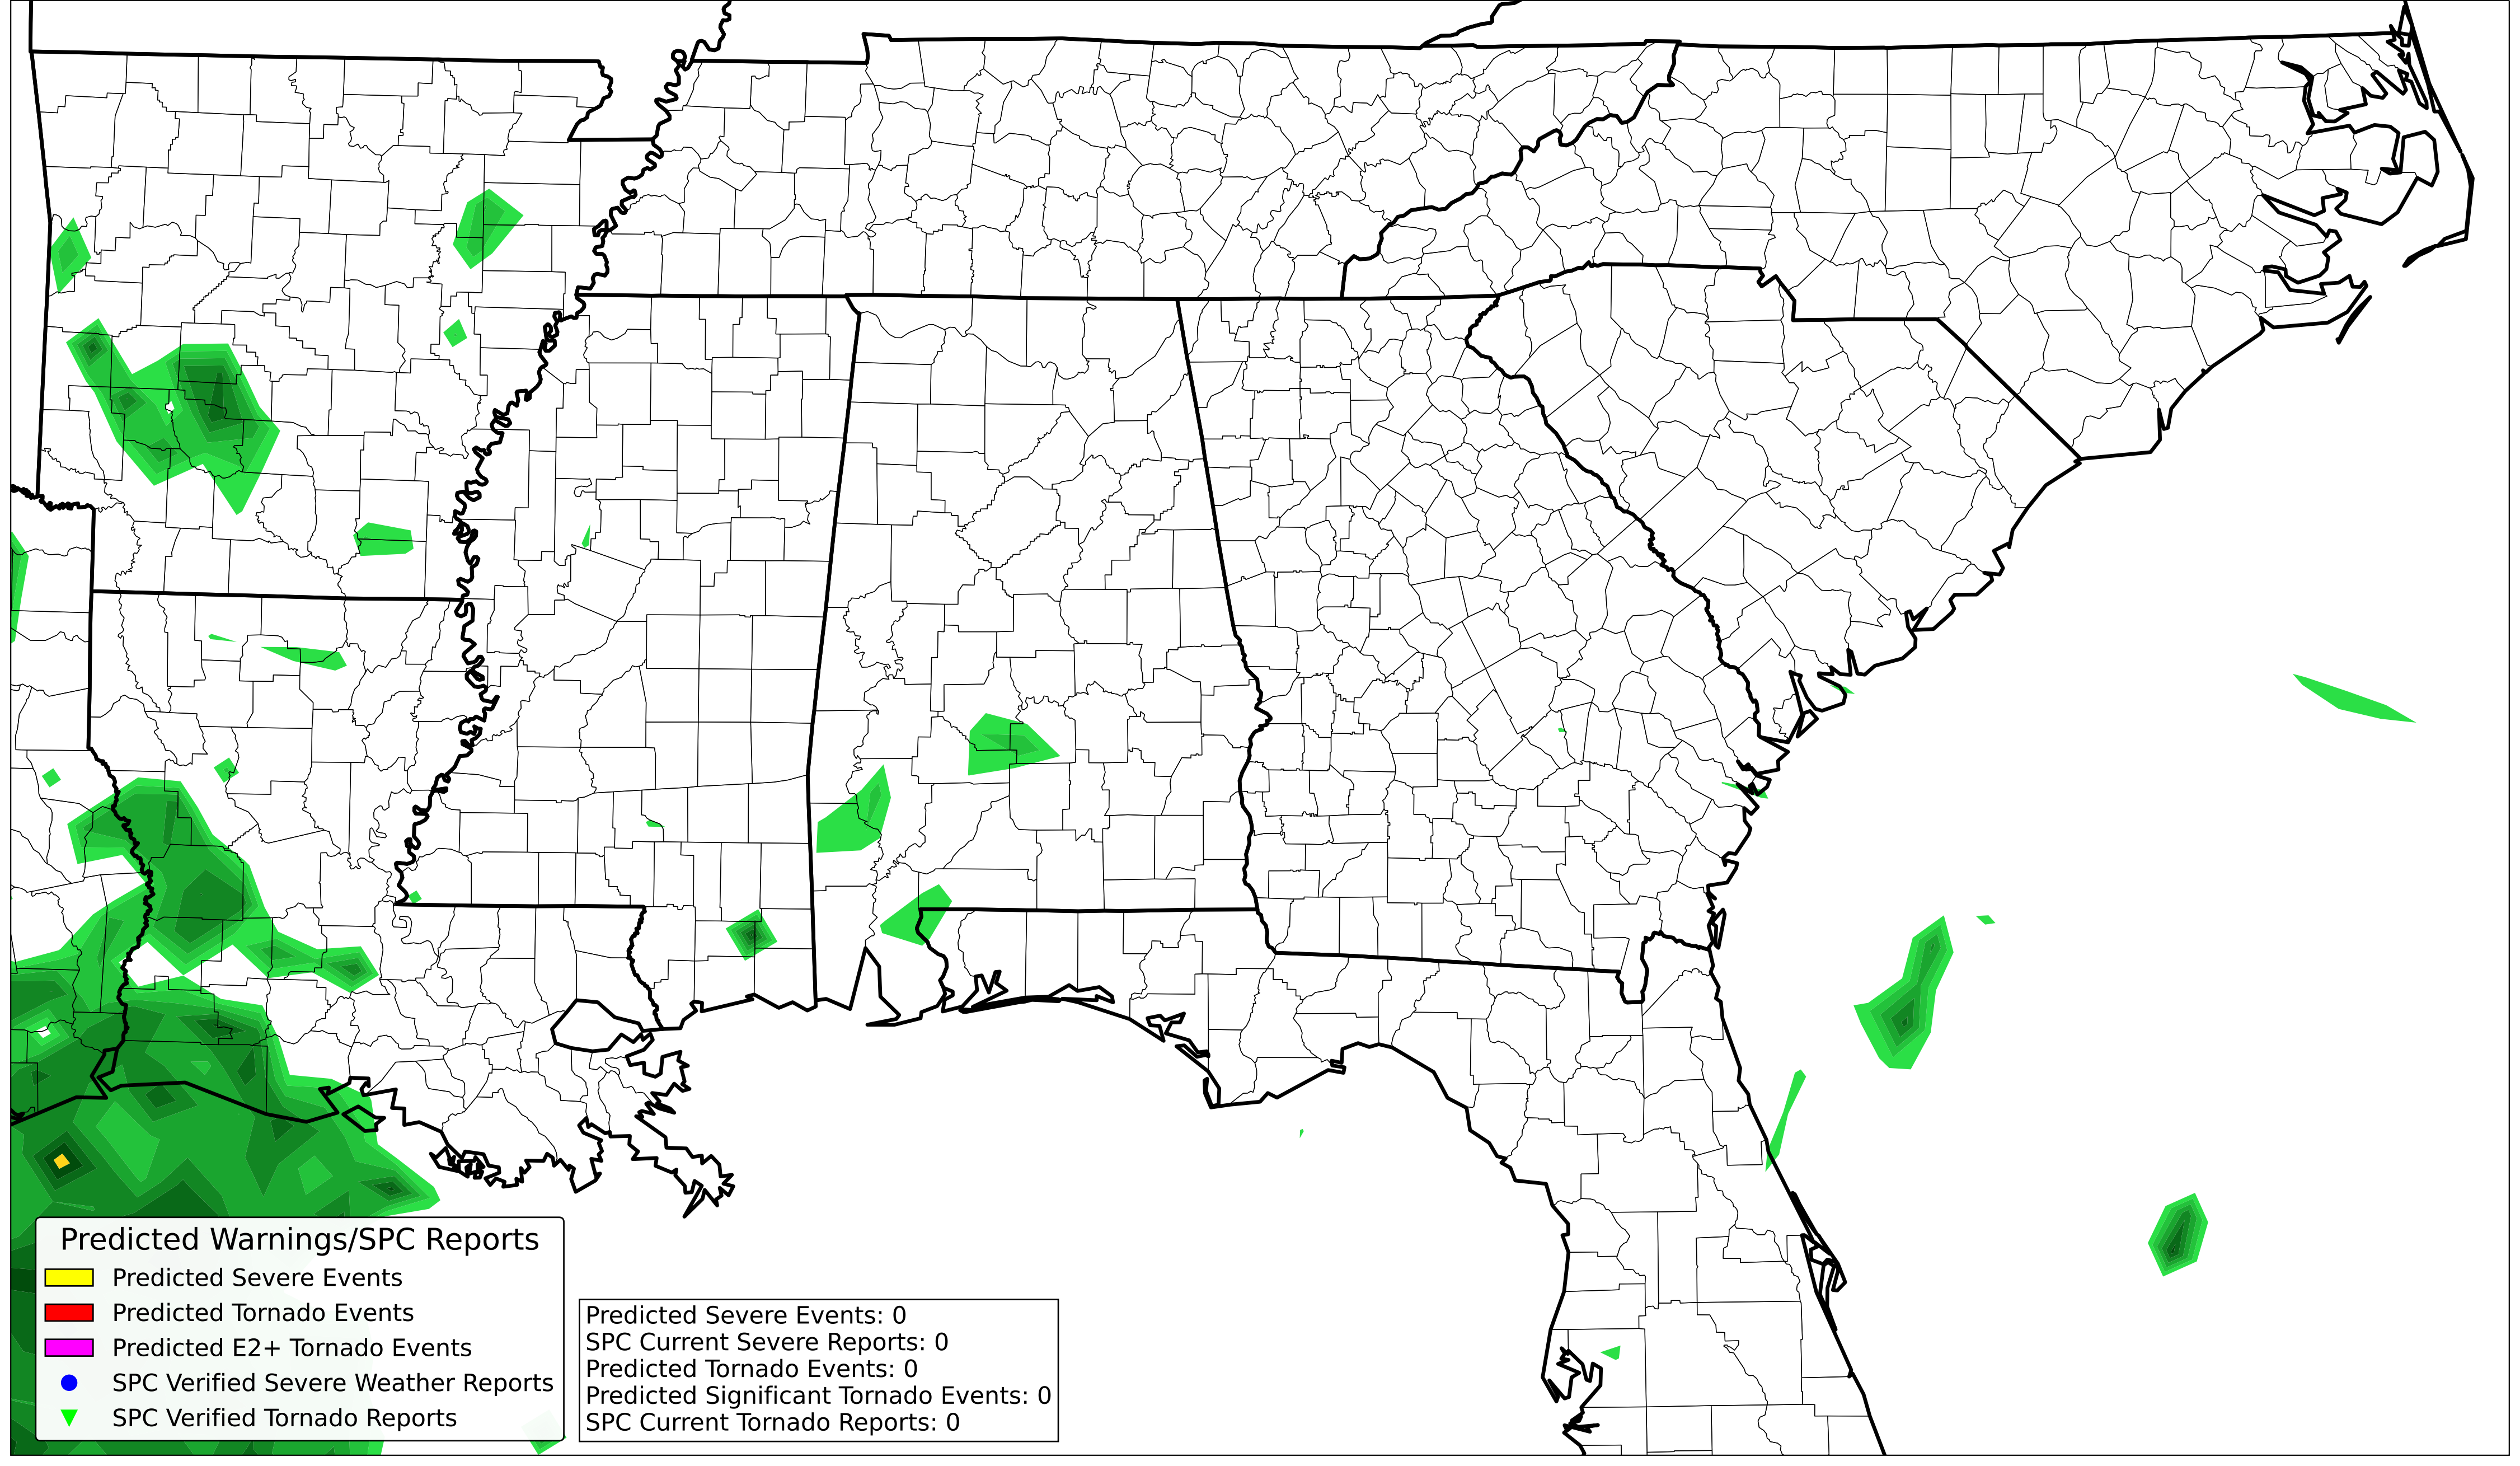 Predicted Warnings/SPC Reports
Predicted Severe Events
Predicted Tornado Events
Predicted E2+ Tornado Events
SPC Verified Severe Weather Reports
SPC Verified Tornado Reports
Predicted Severe Events: 0
SPC Current Severe Reports: 0
Predicted Tornado Events: 0
Predicted Significant Tornado Events: 0
SPC Current Tornado Reports: 0